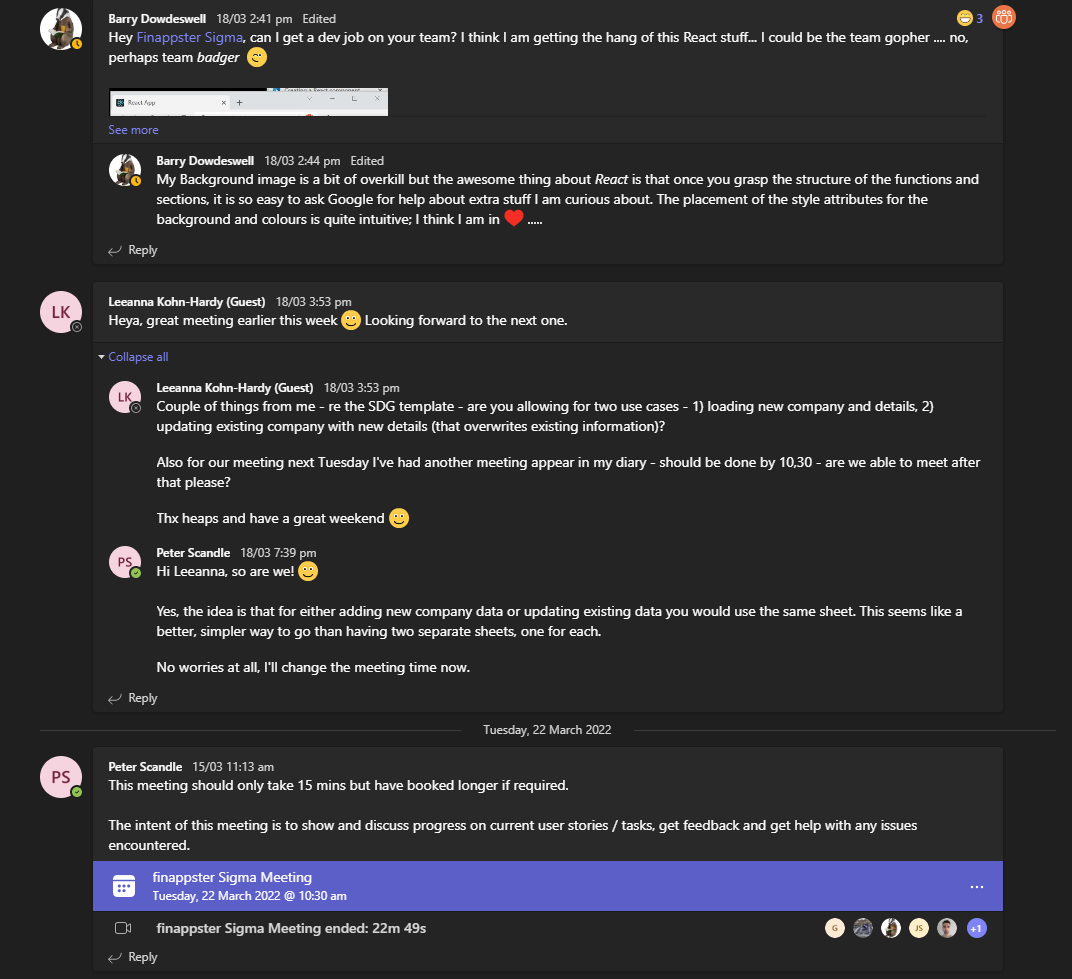 Barry Dowdeswell 18/03 2:41 pm Edited
3
Hey Finappster Sigma, can I get a dev job on your team? I think I am getting the hang of this React stuff... I could be the team gopher .... no,
perhaps team badger
React App
See more
Barry Dowdeswell 18/03 2:44 pm Edited
My Background image is a bit of overkill but the awesome thing about React is that once you grasp the structure of the functions and
sections, it is so easy to ask Google for help about extra stuff I am curious about. The placement of the style attributes for the
background and colours is quite intuitive; I think I am in ❤ .....
Reply
LK
Leeanna Kohn-Hardy (Guest) 18/03 3:53 pm
Heya, great meeting earlier this week 🙂 Looking forward to the next one.
Collapse all
LK
Leeanna Kohn-Hardy (Guest) 18/03 3:53 pm
Couple of things from me - re the SDG template - are you allowing for two use cases - 1) loading new company and details, 2)
updating existing company with new details (that overwrites existing information)?
Also for our meeting next Tuesday I've had another meeting appear in my diary - should be done by 10,30 - are we able to meet after
that please?
Thx heaps and have a great weekend 🙂
PS
Peter Scandle 18/03 7:39 pm
Hi Leeanna, so are we! 🙂
Yes, the idea is that for either adding new company data or updating existing data you would use the same sheet. This seems like a
better, simpler way to go than having two separate sheets, one for each.
No worries at all, I'll change the meeting time now.
Reply
Tuesday, 22 March 2022
PS
Peter Scandle 15/03 11:13 am
This meeting should only take 15 mins but have booked longer if required.
The intent of this meeting is to show and discuss progress on current user stories / tasks, get feedback and get help with any issues
encountered.
finappster Sigma Meeting
Tuesday, 22 March 2022 @ 10:30 am
finappster Sigma Meeting ended: 22m 49s
G
JS
+1
Reply